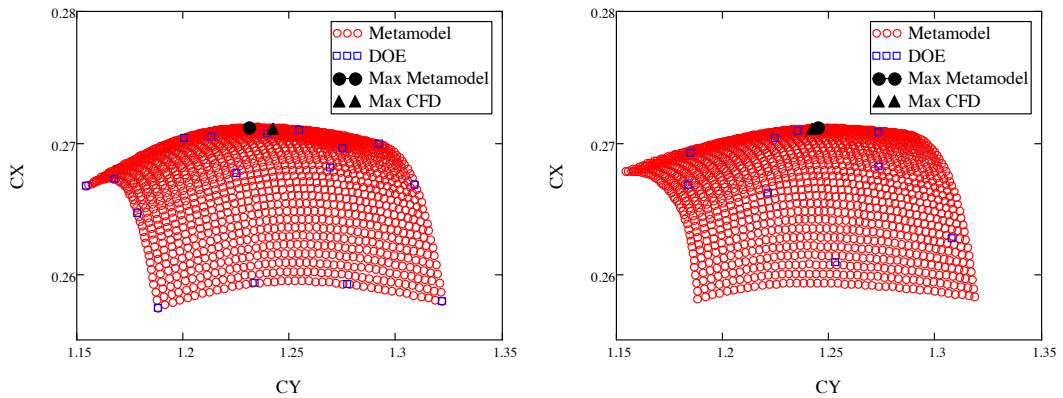 0.28
0.27
0.26
CX
1.15
1.2
1.25
1.3
1.35
CY
Metamodel
DOE
Max Metamodel
Max CFD
0.28
0.27
0.26
CX
1.15
1.2
1.25
1.3
1.35
CY
Metamodel
DOE
Max Metamodel
Max CFD